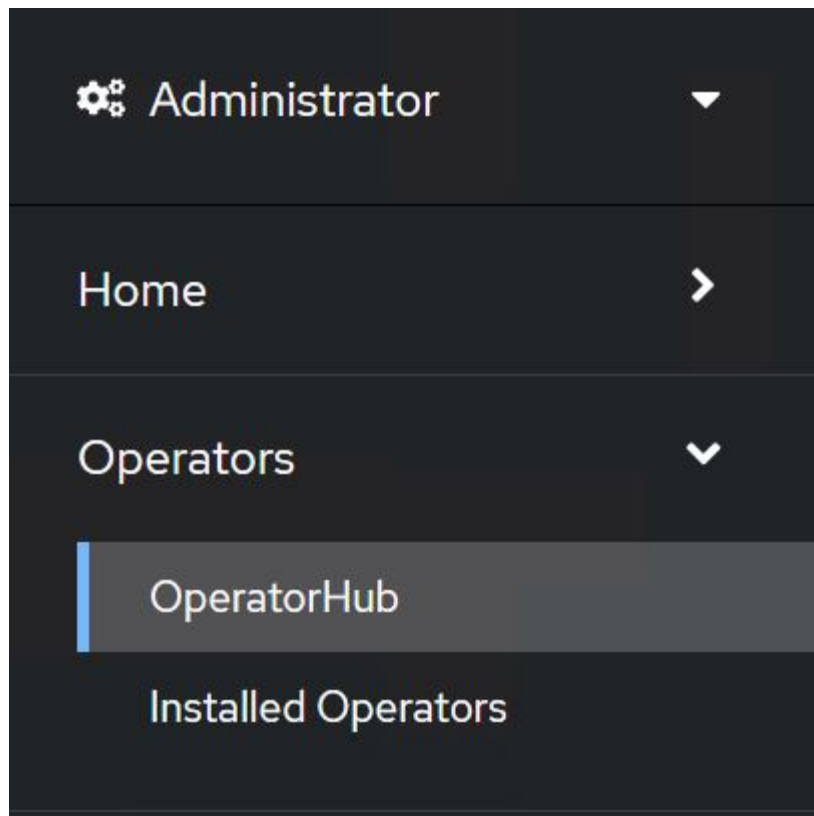 Administrator
Home
Operators
OperatorHub
Installed Operators